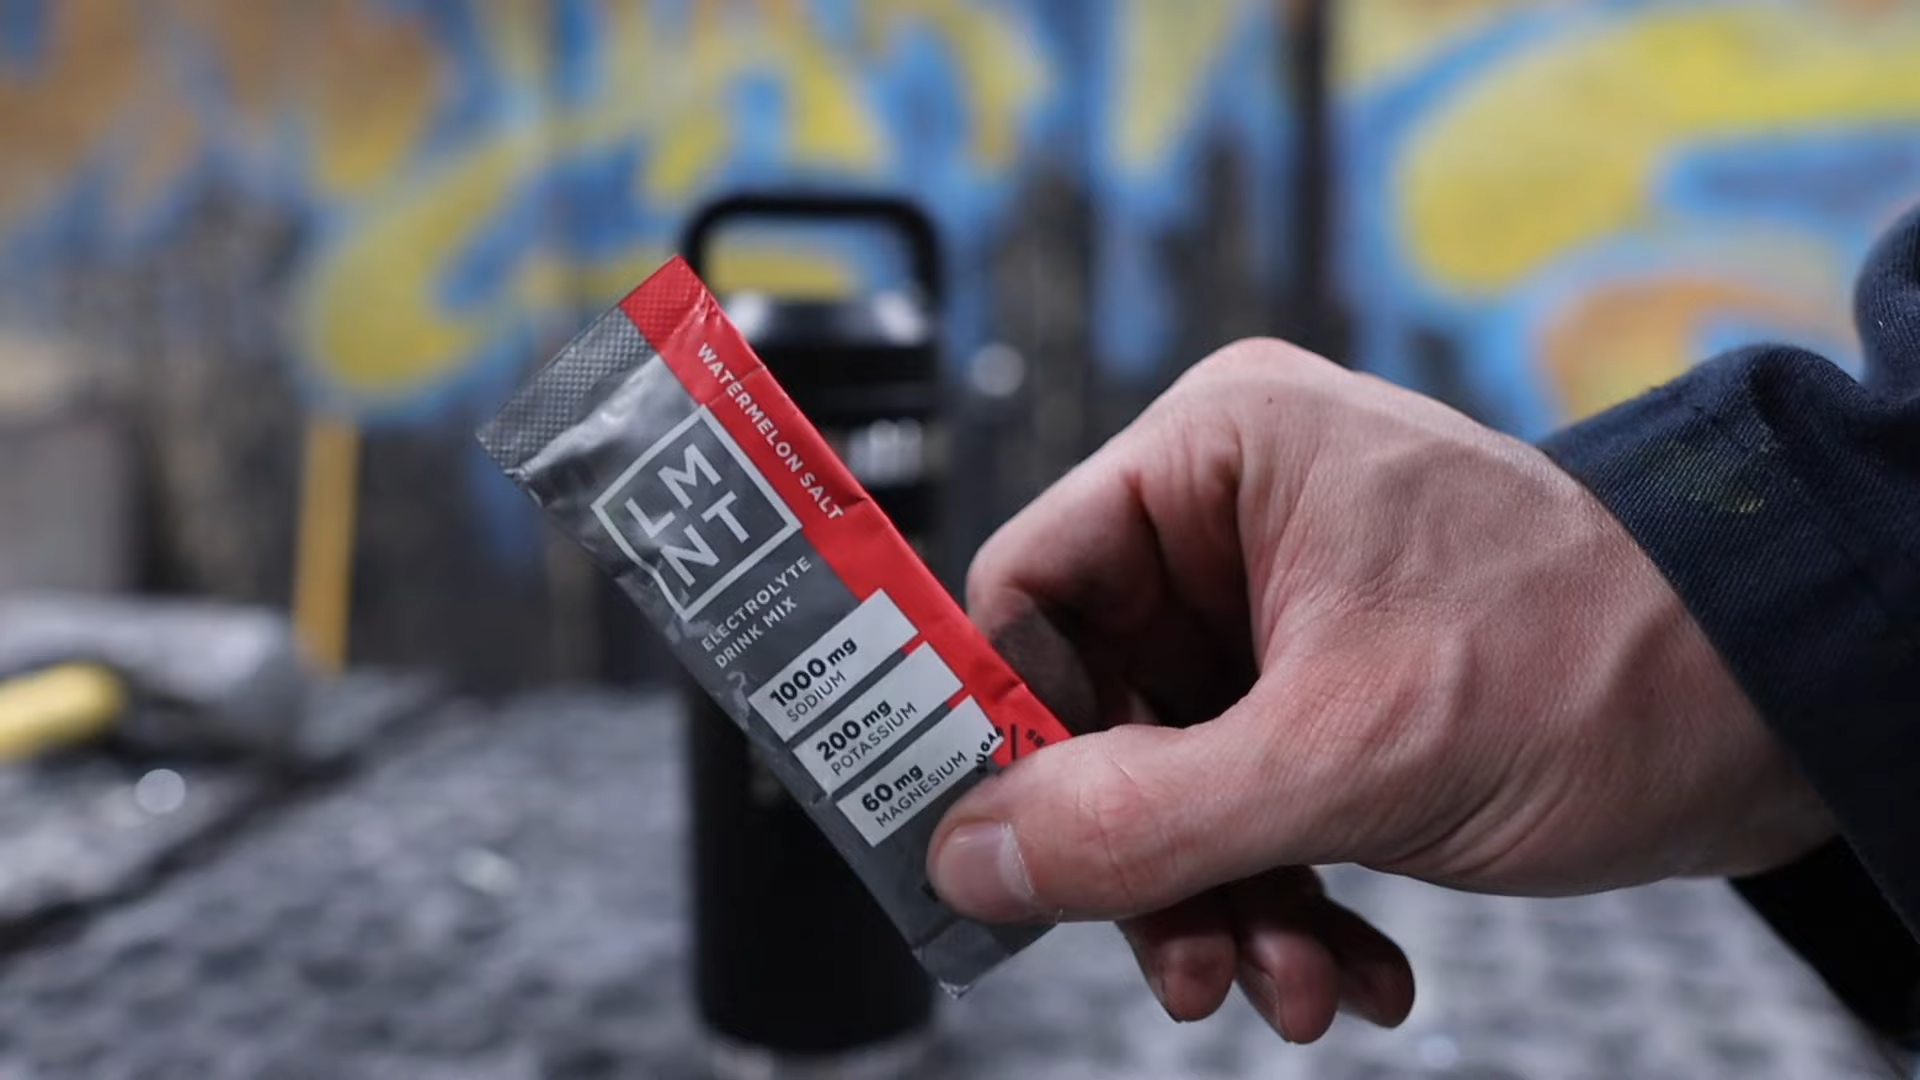 WATERMELON SALT
LM
NT
ELECTROLYTE
DRINK MIX
1000 mg
SODIUM
200 mg
POTASSIUM
60 mg
MAGNESIUM